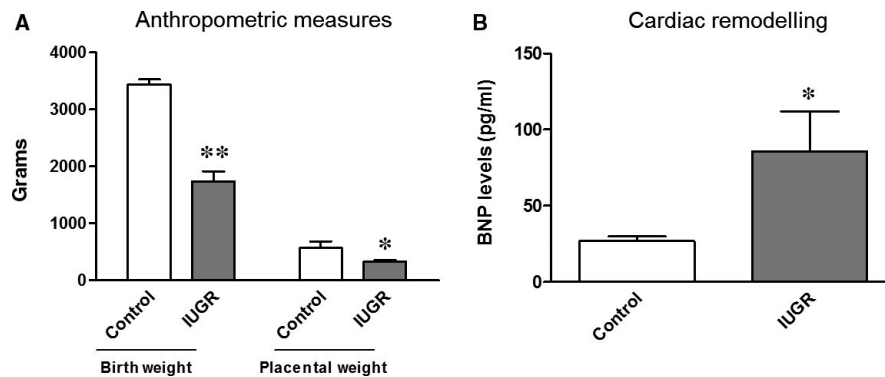 A
Anthropometric measures
4000
3000
2000
1000
0
Grams
**
*
Control
IUGR
Control
IUGR
Birth weight
Placental weight
B
Cardiac remodelling
150
100
50
0
BNP levels (pg/ml)
*
Control
IUGR